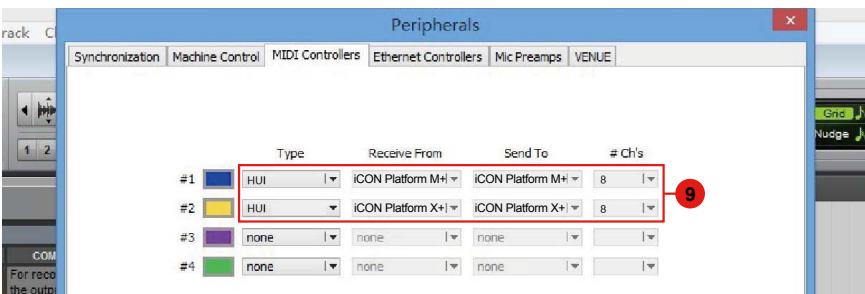 Peripherals
rack
Synchronization Machine Control MIDI Controllers Ethernet Controllers Mic Preamps VENUE
Grid
Nudge
1 2
Type Receive From Send To # Ch's
#1 HUI iCON Platform M+ iCON Platform M+ 8
#2 HUI iCON Platform X+ iCON Platform X+ 8
9
#3 none none none
#4 none none none
COM
For reco
the outp